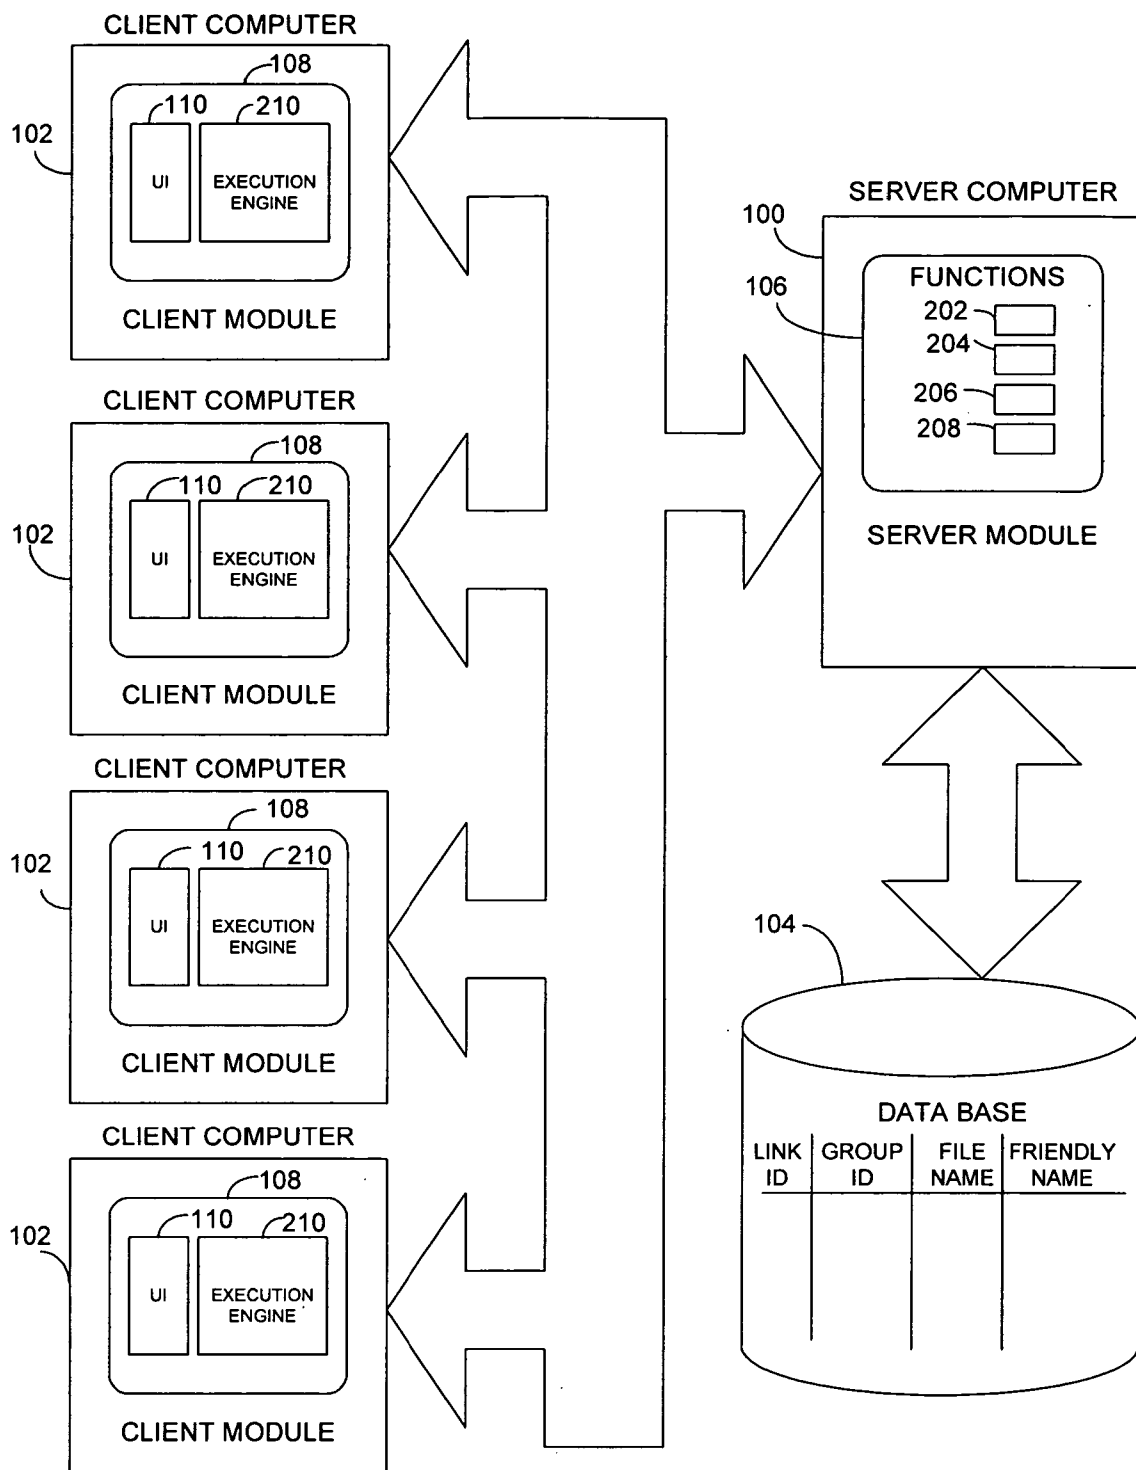 CLIENT COMPUTER
108
110
210
102
UI
EXECUTION
ENGINE
CLIENT MODULE
CLIENT COMPUTER
108
110
210
102
UI
EXECUTION
ENGINE
CLIENT MODULE
CLIENT COMPUTER
108
110
210
102
UI
EXECUTION
ENGINE
CLIENT MODULE
CLIENT COMPUTER
108
110
210
102
UI
EXECUTION
ENGINE
CLIENT MODULE
SERVER COMPUTER
100
106
FUNCTIONS
202
204
206
208
SERVER MODULE
104
DATA BASE
LINK GROUP FILE FRIENDLY
ID ID NAME NAME